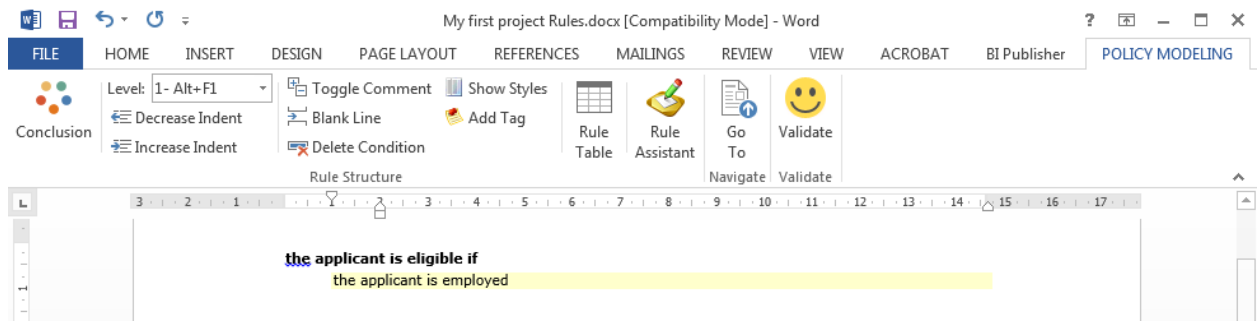 My first project Rules.docx [Compatibility Mode] - Word
FILE HOME INSERT DESIGN PAGE LAYOUT REFERENCES MAILINGS REVIEW VIEW ACROBAT BI Publisher POLICY MODELING
Conclusion
Level: 1- Alt+F1
Decrease Indent
Increase Indent
Toggle Comment
Blank Line
Delete Condition
Show Styles
Add Tag
Rule Table
Rule Assistant
Go To
Validate
Rule Structure
Navigate
Validate
3 2 1 1 2 3 4 5 6 7 8 9 10 11 12 13 14 15 16 17
1
the applicant is eligible if
the applicant is employed